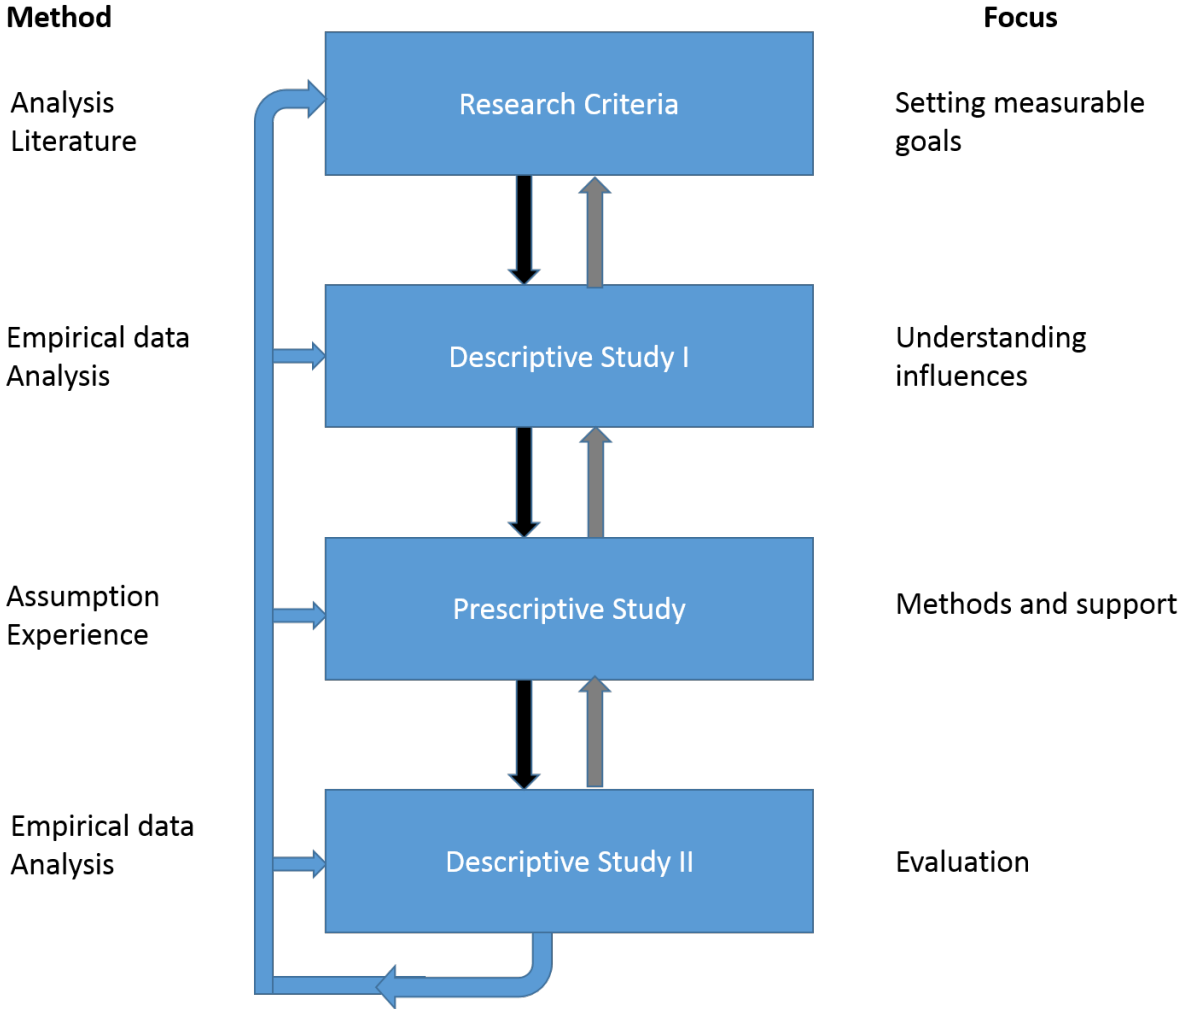 Method
Focus
Analysis
Literature
Research Criteria
Setting measurable
goals
Empirical data
Analysis
Descriptive Study I
Understanding
influences
Assumption
Experience
Prescriptive Study
Methods and support
Empirical data
Analysis
Descriptive Study II
Evaluation